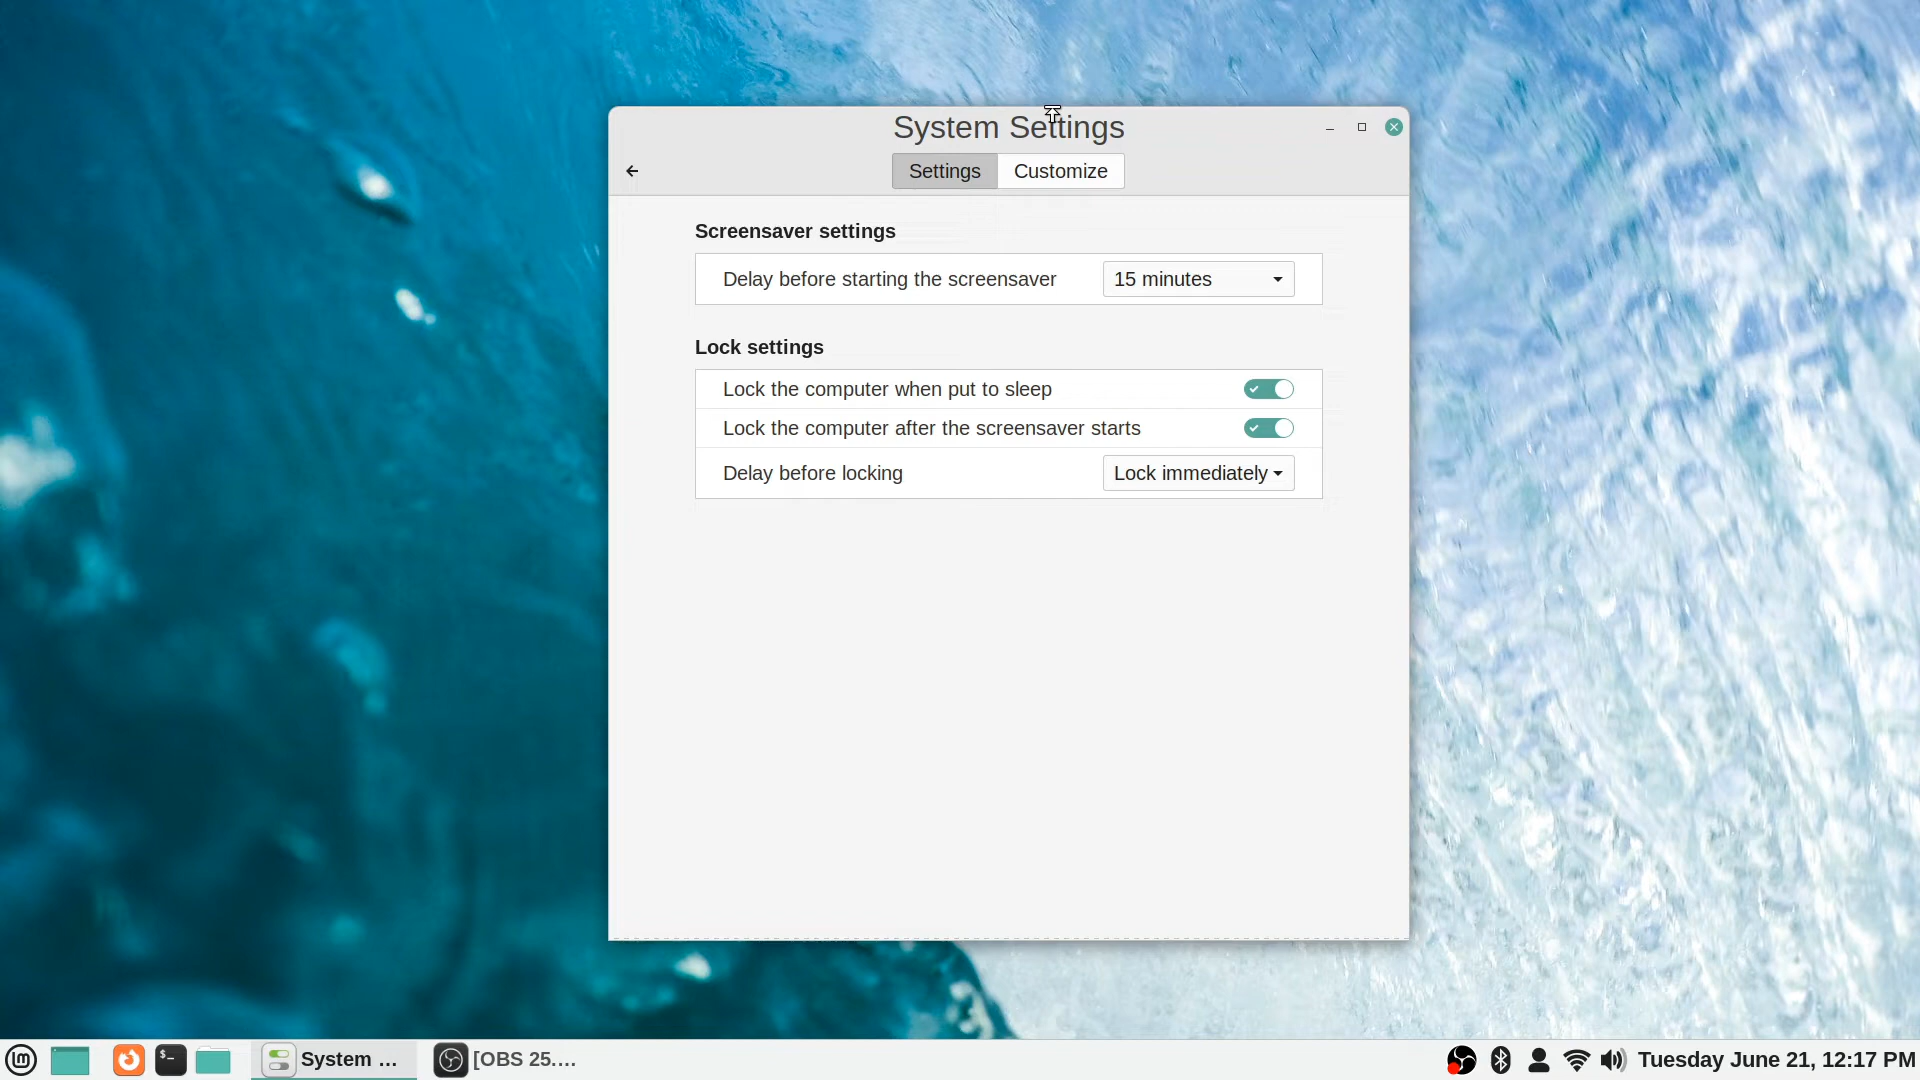 System Settings
Settings
Customize
Screensaver settings
Delay before starting the screensaver
15 minutes
Lock settings
Lock the computer when put to sleep
Lock the computer after the screensaver starts
Delay before locking
Lock immediately
System ...
[OBS 25....
Tuesday June 21, 12:17 PM